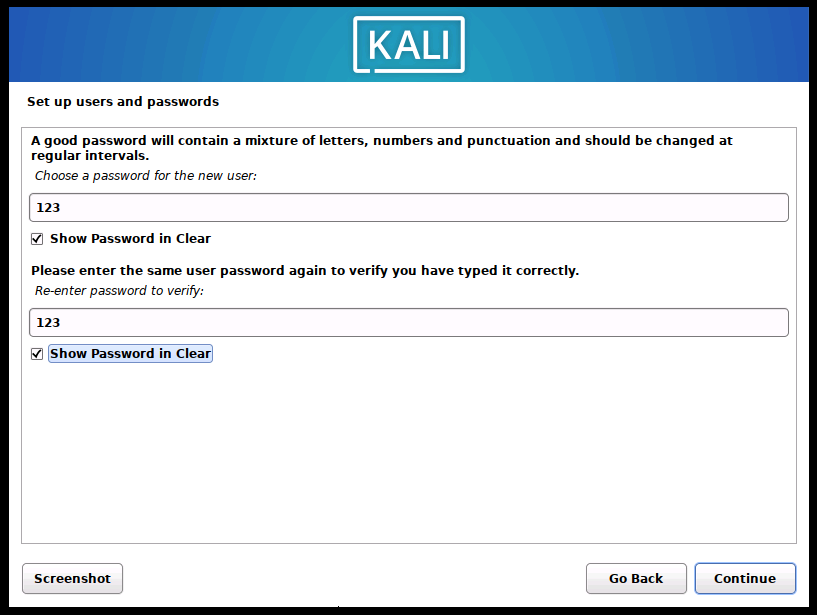 KALI
Set up users and passwords
A good password will contain a mixture of letters, numbers and punctuation and should be changed at
regular intervals.
Choose a password for the new user:
123
Show Password in Clear
Please enter the same user password again to verify you have typed it correctly.
Re-enter password to verify:
123
Show Password in Clear
Screenshot
Go Back
Continue